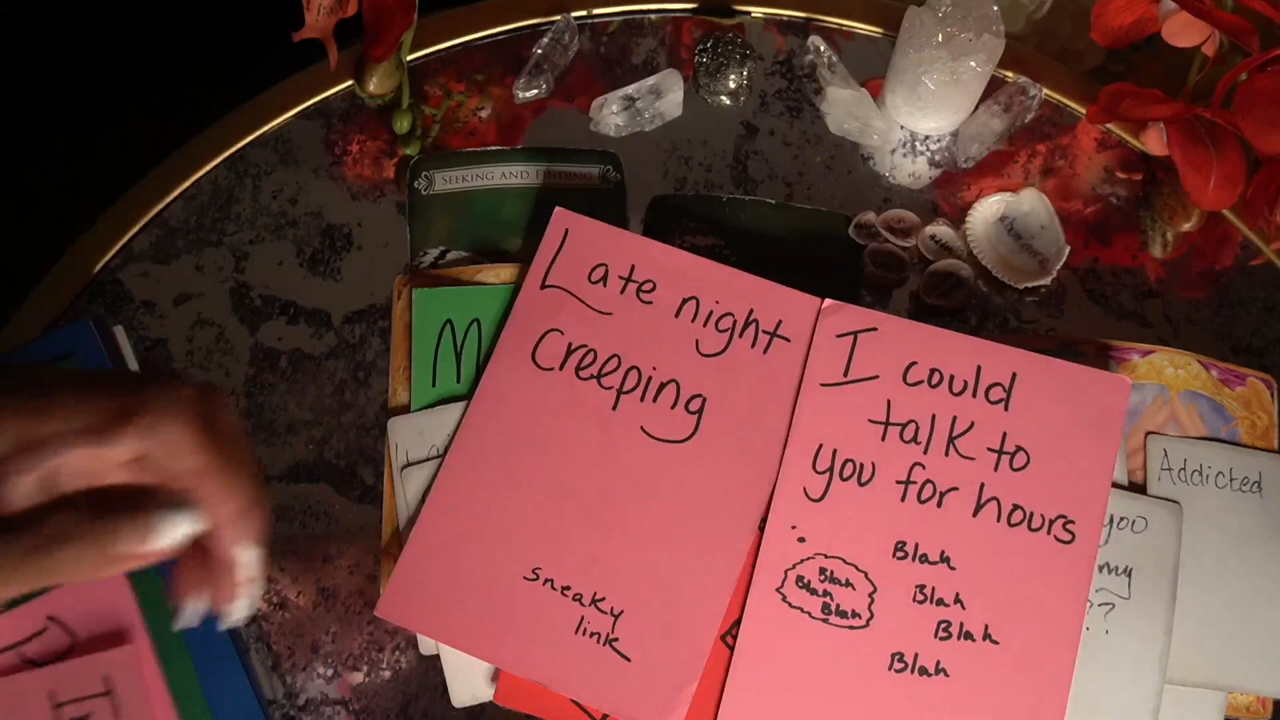 SEEKING AND FINDING
M
Late night
Creeping
sneaky
link
I could
talk to
you for hours
Blah
Blah
Blah
Blah
Blah
Blah
Blah
Addicted
my
??